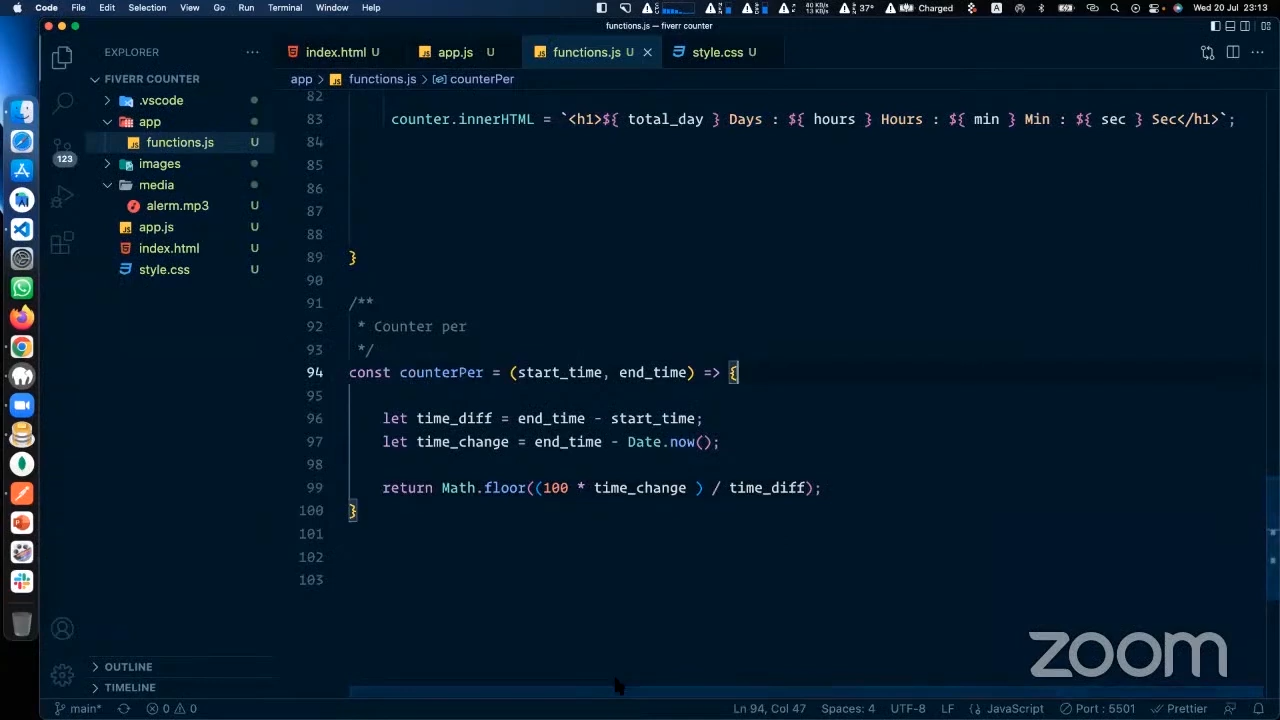 Code File Edit Selection View Go Run Terminal Window Help 40 KB/s 37° Charged A Wed 20 Jul 23:13
functions.js — fiverr counter
EXPLORER
index.html U
app.js U
functions.js U
style.css U
app > functions.js > counterPer
FIVERR COUNTER
.vscode
app
functions.js U
images
media
alerm.mp3 U
app.js U
index.html U
style.css U
123
82
83 counter.innerHTML = `<h1>${ total_day } Days : ${ hours } Hours : ${ min } Min : ${ sec } Sec</h1>`;
84
85
86
87
88
89 }
90
91 /**
92 * Counter per
93 */
94 const counterPer = (start_time, end_time) => {
95
96 let time_diff = end_time - start_time;
97 let time_change = end_time - Date.now();
98
99 return Math.floor((100 * time_change ) / time_diff);
100 }
101
102
103
OUTLINE
TIMELINE
zoom
main* 0 0 Ln 94, Col 47 Spaces: 4 UTF-8 LF JavaScript Port : 5501 Prettier